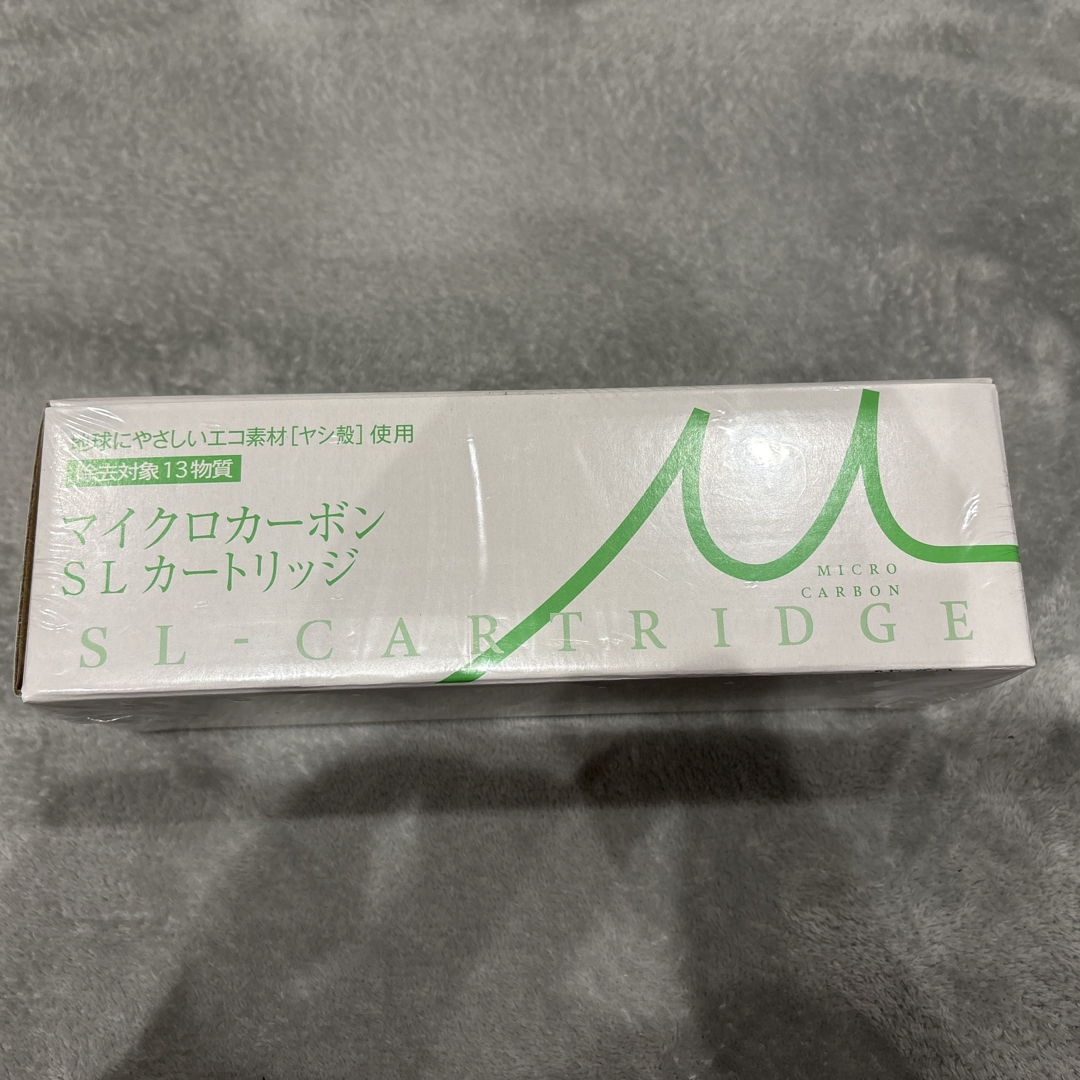 地球にやさしいエコ素材[ヤシ殻]使用
除去対象13物質
マイクロカーボン
SLカートリッジ
MICRO
CARBON
SL-CARTRIDGE